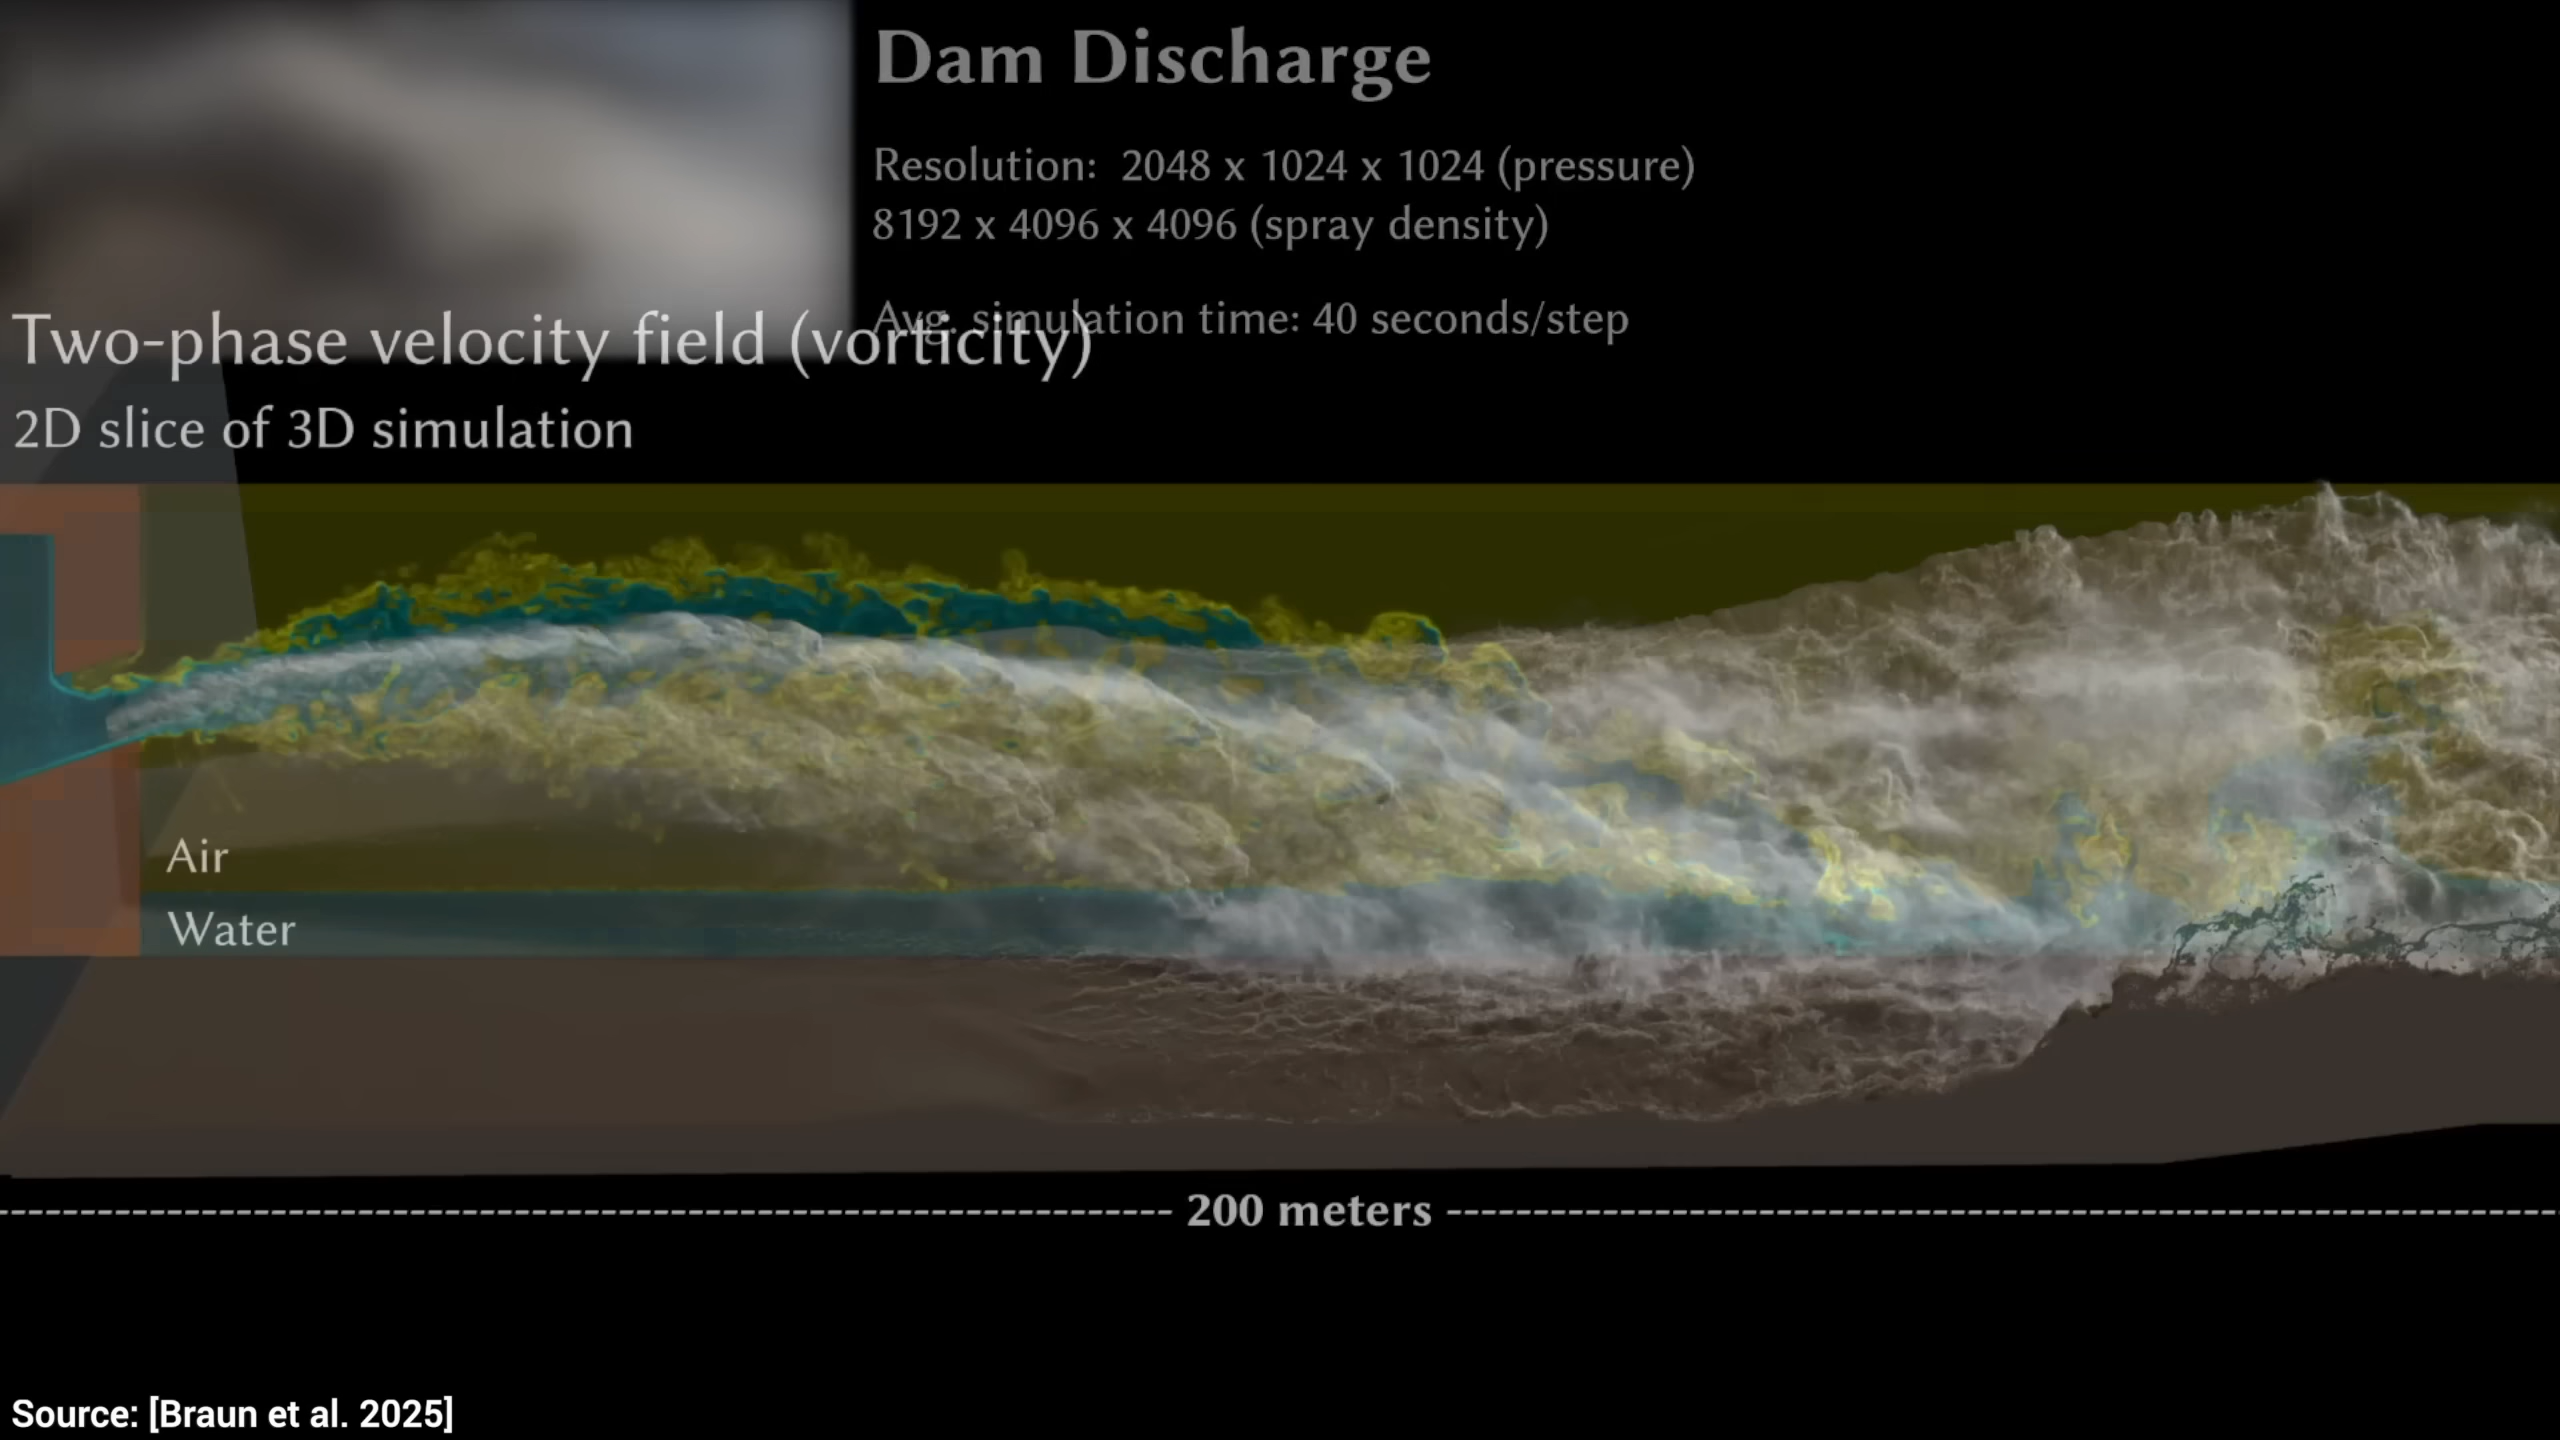 Dam Discharge
Resolution: 2048 x 1024 x 1024 (pressure)
8192 x 4096 x 4096 (spray density)
Avg. simulation time: 40 seconds/step
Two-phase velocity field (vorticity)
2D slice of 3D simulation
Air
Water
200 meters
Source: [Braun et al. 2025]